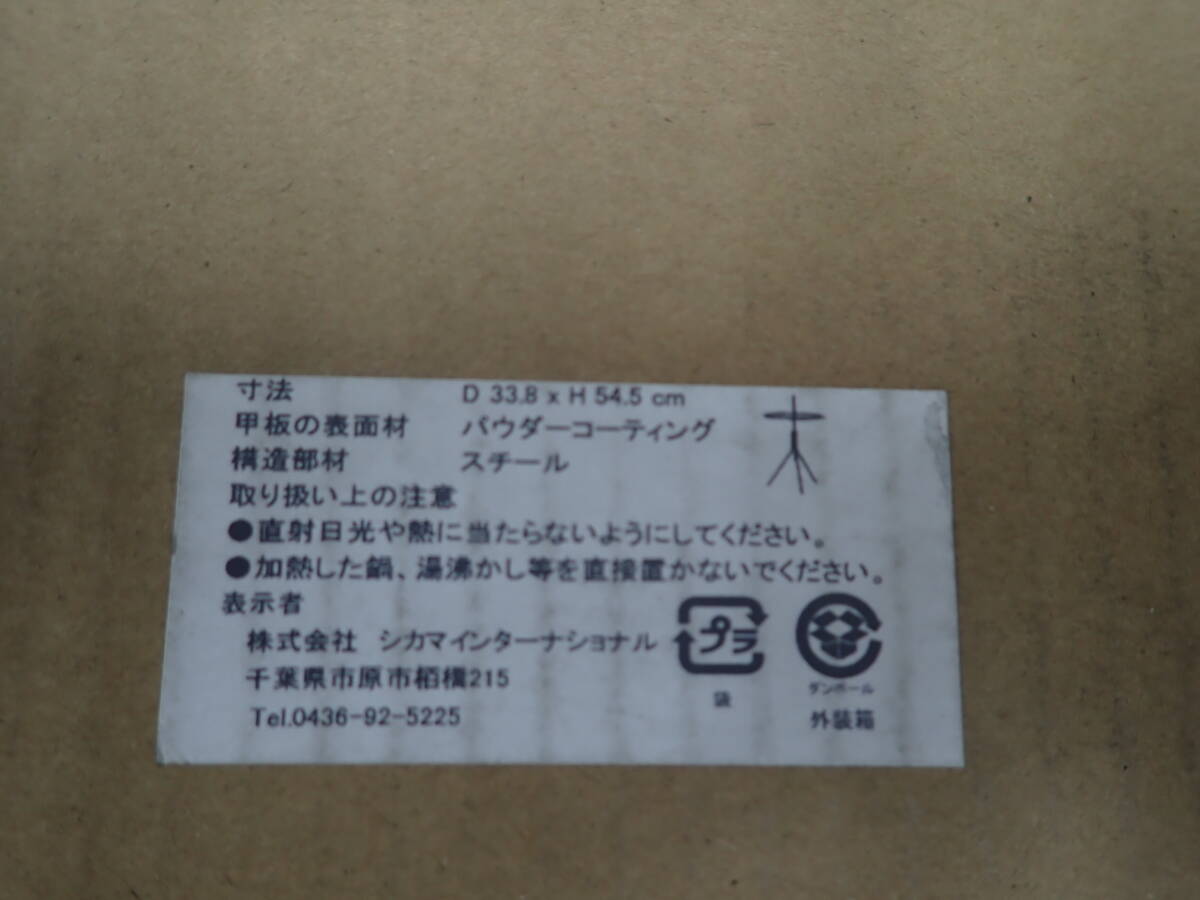 寸法 D 33.8 x H 54.5 cm
甲板の表面材 パウダーコーティング
構造部材 スチール
取り扱い上の注意
●直射日光や熱に当たらないようにしてください。
●加熱した鍋、湯沸かし等を直接置かないでください。
表示者
株式会社 シカマインターナショナル
千葉県市原市栢橋215
Tel.0436-92-5225
プラ
袋
ダンボール
外装箱